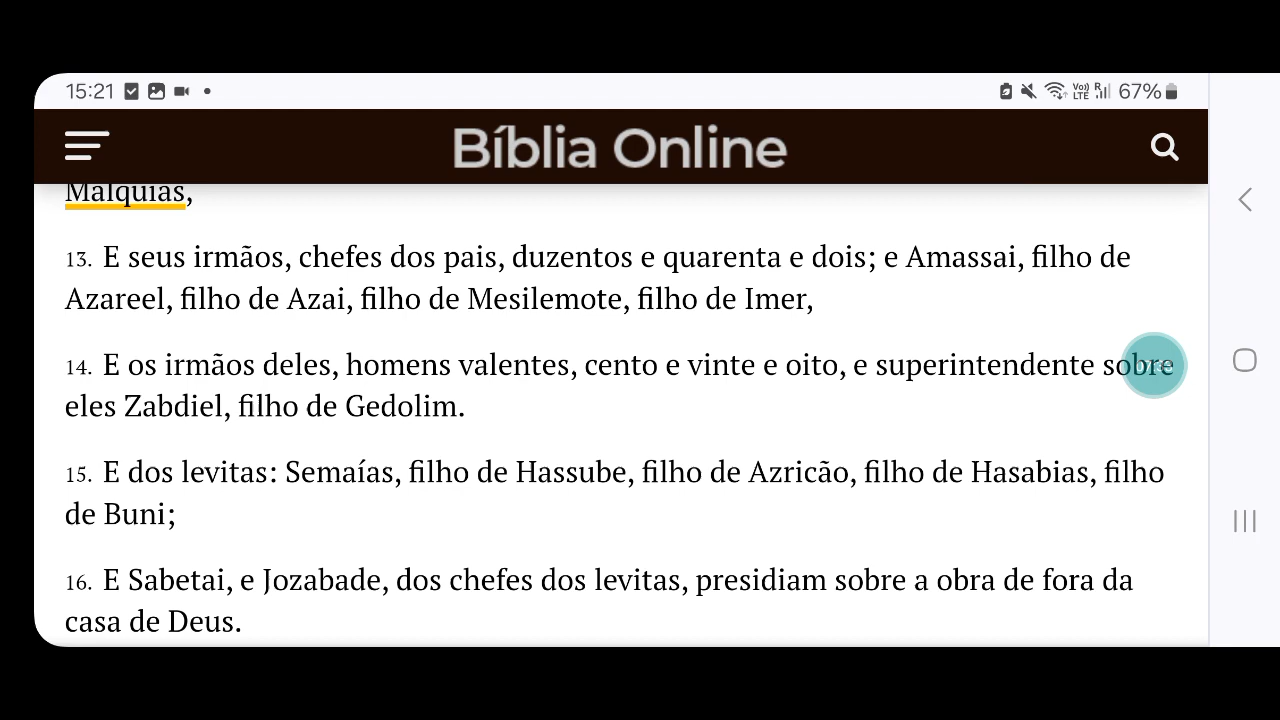 15:21
67%
Bíblia Online
Malquias,
13. E seus irmãos, chefes dos pais, duzentos e quarenta e dois; e Amassai, filho de
Azareel, filho de Azai, filho de Mesilemote, filho de Imer,
14. E os irmãos deles, homens valentes, cento e vinte e oito, e superintendente sobre
eles Zabdiel, filho de Gedolim.
15. E dos levitas: Semaías, filho de Hassube, filho de Azricão, filho de Hasabias, filho
de Buni;
16. E Sabetai, e Jozabade, dos chefes dos levitas, presidiam sobre a obra de fora da
casa de Deus.